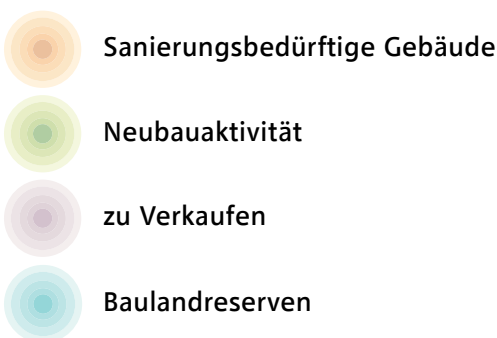 Sanierungsbedürftige Gebäude
Neubauaktivität
zu Verkaufen
Baulandreserven